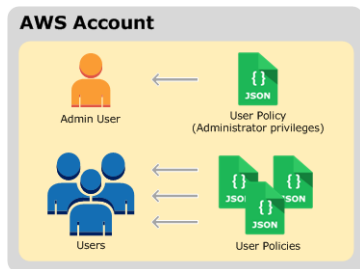 AWS Account
{ }
JSON
Admin User
User Policy
(Administrator privileges)
{ }
{ }
JSON
JSON
{ }
JSON
Users
User Policies